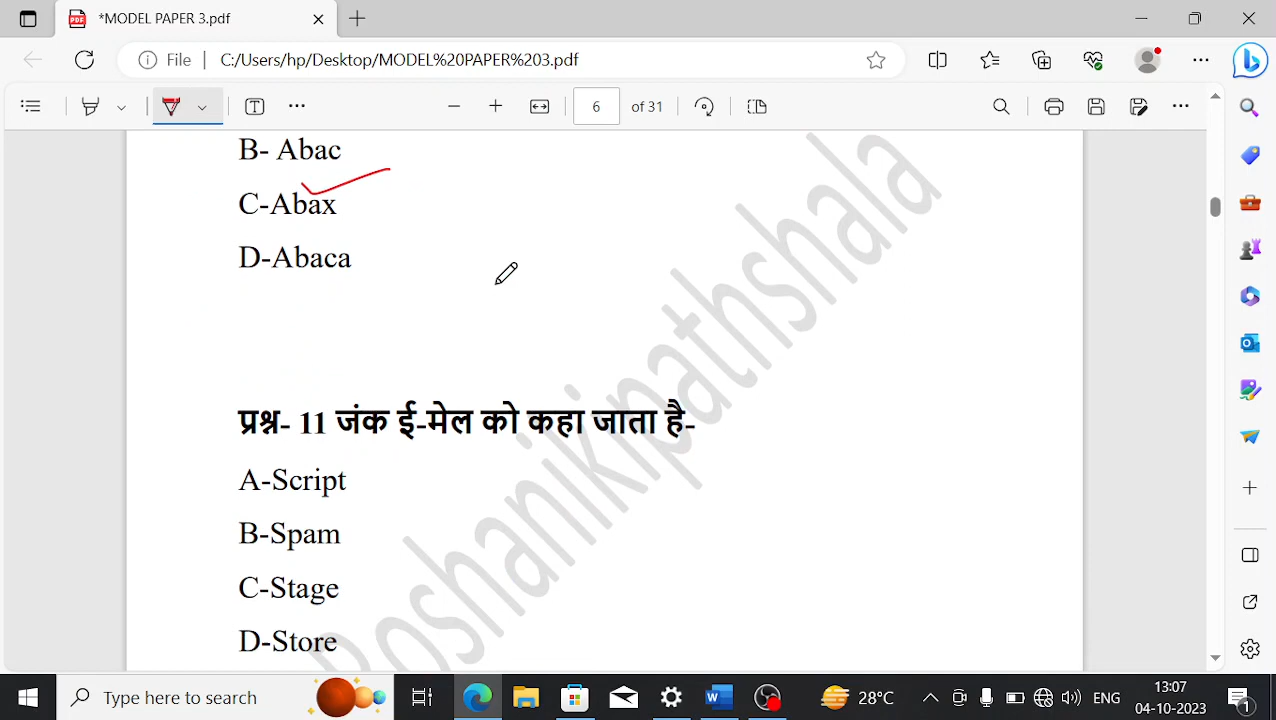 *MODEL PAPER 3.pdf
File
C:/Users/hp/Desktop/MODEL%20PAPER%203.pdf
6 of 31
B- Abac
C-Abax
D-Abaca
प्रश्न- 11 जंक ई-मेल को कहा जाता है-
A-Script
B-Spam
C-Stage
D-Store
Roshanikipathshala
Type here to search
28°C
ENG
13:07
04-10-2023
1